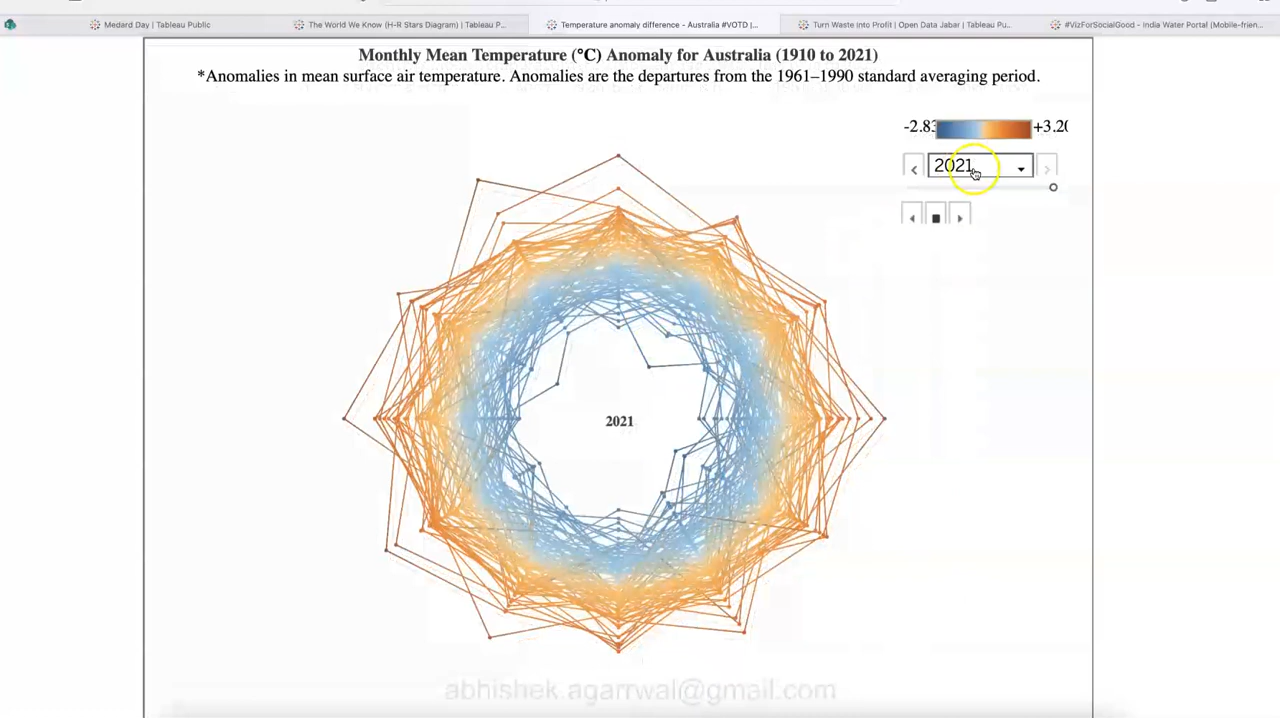 Medard Day | Tableau Public
The World We Know (H-R Stars Diagram) | Tableau P...
Temperature anomaly difference - Australia #VOTD |...
Turn Waste into Profit | Open Data Jabar | Tableau Pu...
#VizForSocialGood - India Water Portal (Mobile-frien...
Monthly Mean Temperature (°C) Anomaly for Australia (1910 to 2021)
*Anomalies in mean surface air temperature. Anomalies are the departures from the 1961–1990 standard averaging period.
-2.83
+3.20
2021
2021
abhishek.agarrwal@gmail.com